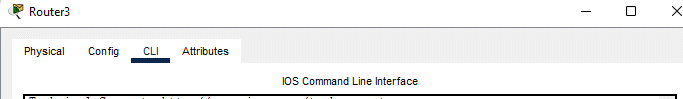 Router3
Physical Config CLI Attributes
IOS Command Line Interface